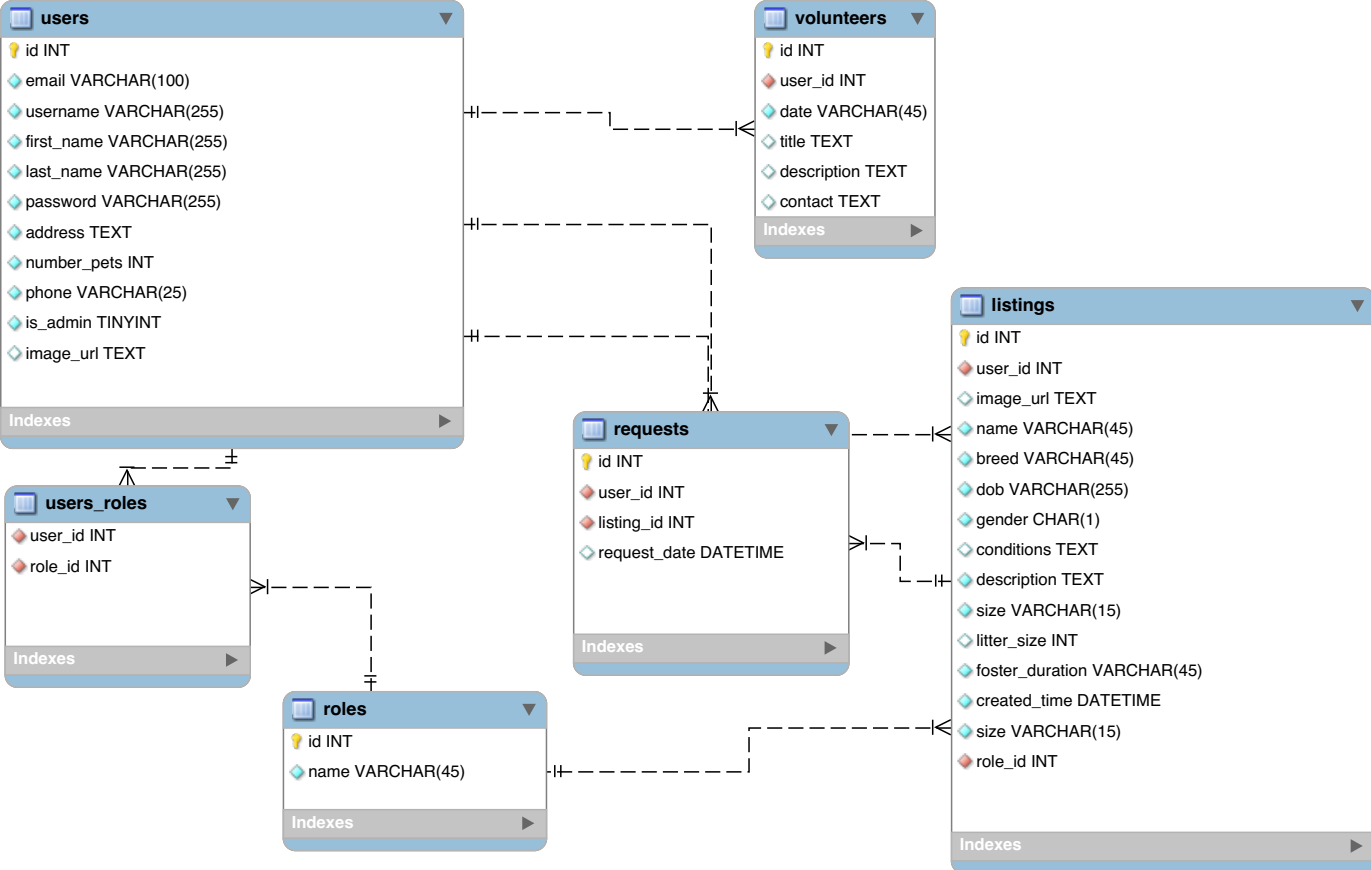 users
id INT
email VARCHAR(100)
username VARCHAR(255)
first_name VARCHAR(255)
last_name VARCHAR(255)
password VARCHAR(255)
address TEXT
number_pets INT
phone VARCHAR(25)
is_admin TINYINT
image_url TEXT
Indexes
volunteers
id INT
user_id INT
date VARCHAR(45)
title TEXT
description TEXT
contact TEXT
Indexes
listings
id INT
user_id INT
image_url TEXT
name VARCHAR(45)
breed VARCHAR(45)
dob VARCHAR(255)
gender CHAR(1)
conditions TEXT
description TEXT
size VARCHAR(15)
litter_size INT
foster_duration VARCHAR(45)
created_time DATETIME
size VARCHAR(15)
role_id INT
Indexes
requests
id INT
user_id INT
listing_id INT
request_date DATETIME
Indexes
users_roles
user_id INT
role_id INT
Indexes
roles
id INT
name VARCHAR(45)
Indexes